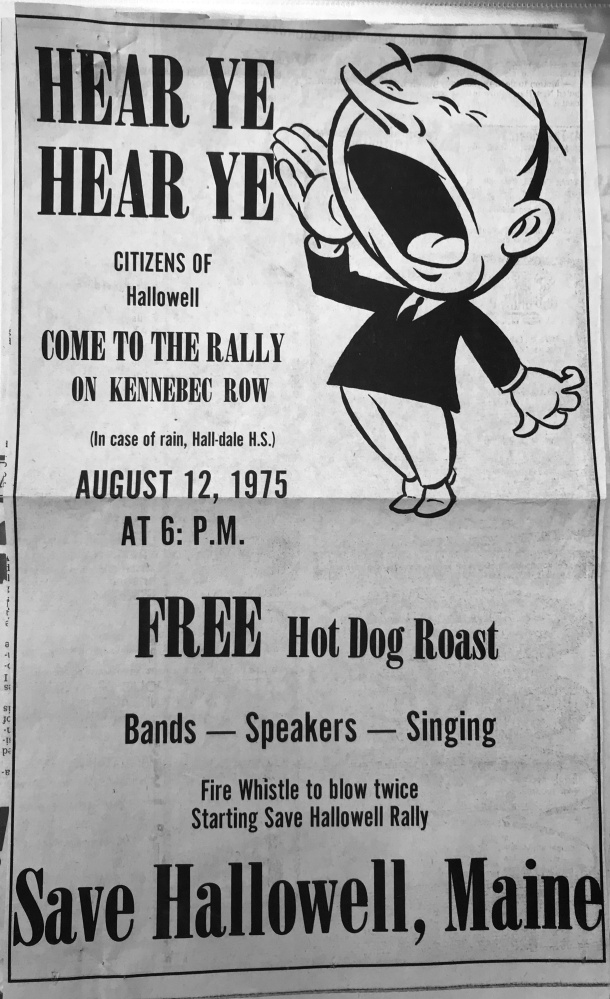 HEAR YE
HEAR YE
CITIZENS OF
Hallowell
COME TO THE RALLY
ON KENNEBEC ROW
(In case of rain, Hall-dale H.S.)
AUGUST 12, 1975
AT 6: P.M.
FREE Hot Dog Roast
Bands — Speakers — Singing
Fire Whistle to blow twice
Starting Save Hallowell Rally
Save Hallowell, Maine